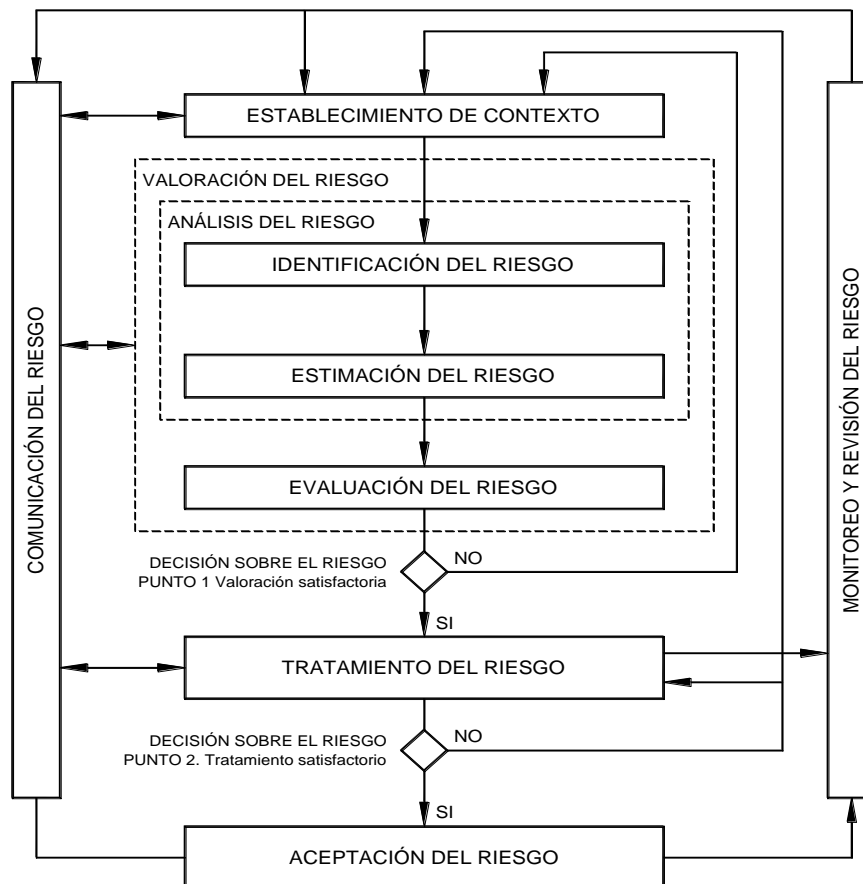 ESTABLECIMIENTO DE CONTEXTO
VALORACIÓN DEL RIESGO
ANÁLISIS DEL RIESGO
IDENTIFICACIÓN DEL RIESGO
ESTIMACIÓN DEL RIESGO
EVALUACIÓN DEL RIESGO
COMUNICACIÓN DEL RIESGO
MONITOREO Y REVISIÓN DEL RIESGO
DECISIÓN SOBRE EL RIESGO
PUNTO 1 Valoración satisfactoria
NO
SI
TRATAMIENTO DEL RIESGO
DECISIÓN SOBRE EL RIESGO
PUNTO 2. Tratamiento satisfactorio
NO
SI
ACEPTACIÓN DEL RIESGO